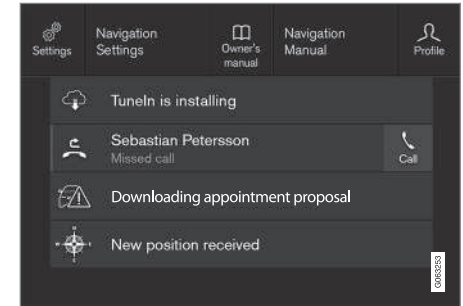 Settings
Navigation
Settings
Owner's
manual
Navigation
Manual
Profile
TuneIn is installing
Sebastian Petersson
Missed call
Call
Downloading appointment proposal
New position received
G063253